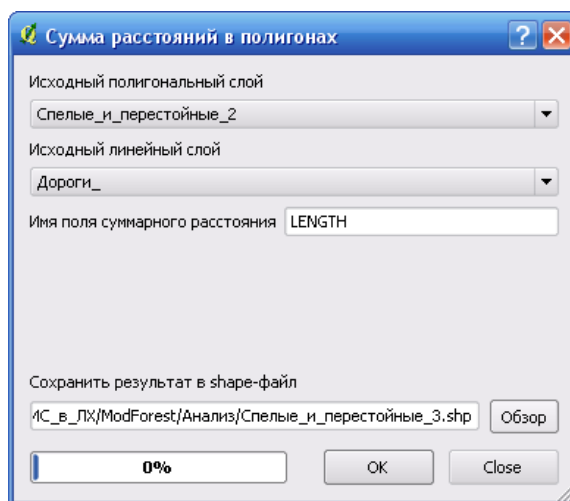 Сумма расстояний в полигонах
Исходный полигональный слой
Спелые_и_перестойные_2
Исходный линейный слой
Дороги_
Имя поля суммарного расстояния LENGTH
Сохранить результат в shape-файл
ИС_в_ЛХ/ModForest/Анализ/Спелые_и_перестойные_3.shp Обзор
0% OK Close